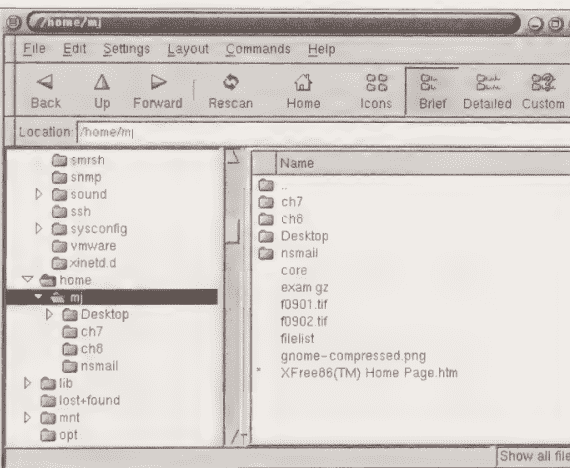 /home/mj
File Edit Settings Layout Commands Help
Back Up Forward Rescan Home Icons Brief Detailed Custom
Location: /home/mj
smrsh
snmp
sound
ssh
sysconfig
vmware
xinetd.d
home
mj
Desktop
ch7
ch8
nsmail
lib
lost+found
mnt
opt
Name
..
ch7
ch8
Desktop
nsmail
core
exam.gz
f0901.tif
f0902.tif
filelist
gnome-compressed.png
XFree86(TM) Home Page.htm
Show all file